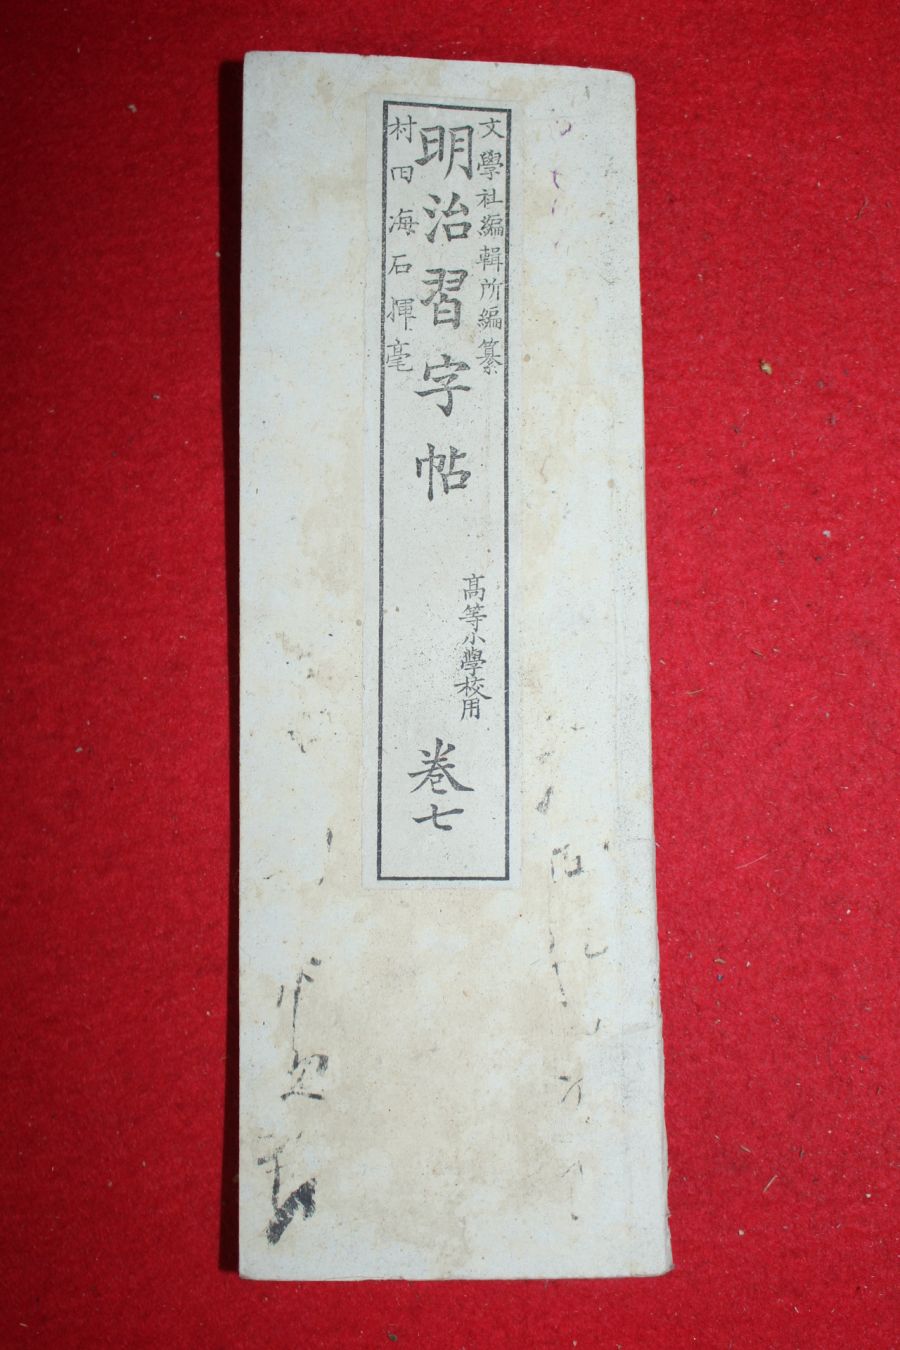 文學社編輯所編纂
明治習字帖
高等小學校用
卷七
村田海石揮毫